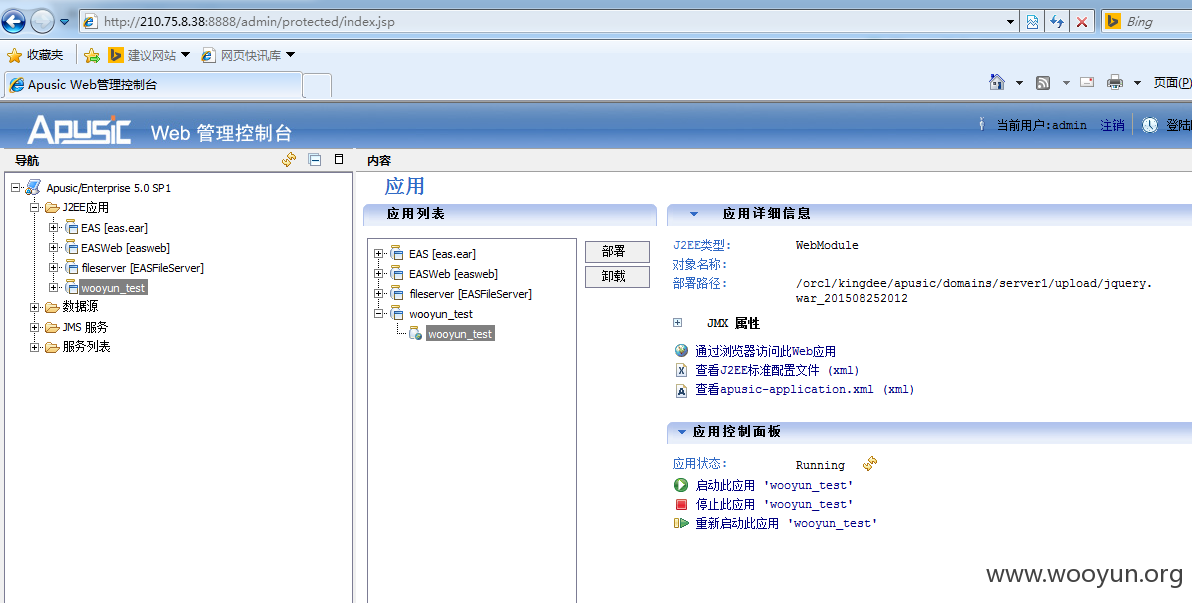 http://210.75.8.38:8888/admin/protected/index.jsp
Bing
收藏夹 建议网站 网页快讯库
Apusic Web管理控制台
页面(P)
Apusic Web 管理控制台
当前用户:admin 注销 登陆
导航
内容
Apusic/Enterprise 5.0 SP1
J2EE应用
EAS [eas.ear]
EASWeb [easweb]
fileserver [EASFileServer]
wooyun_test
数据源
JMS 服务
服务列表
应用
应用列表
EAS [eas.ear]
EASWeb [easweb]
fileserver [EASFileServer]
wooyun_test
wooyun_test
部署
卸载
应用详细信息
J2EE类型: WebModule
对象名称:
部署路径: /orcl/kingdee/apusic/domains/server1/upload/jquery.
war_201508252012
JMX 属性
通过浏览器访问此Web应用
查看J2EE标准配置文件 (xml)
查看apusic-application.xml (xml)
应用控制面板
应用状态: Running
启动此应用 'wooyun_test'
停止此应用 'wooyun_test'
重新启动此应用 'wooyun_test'
www.wooyun.org